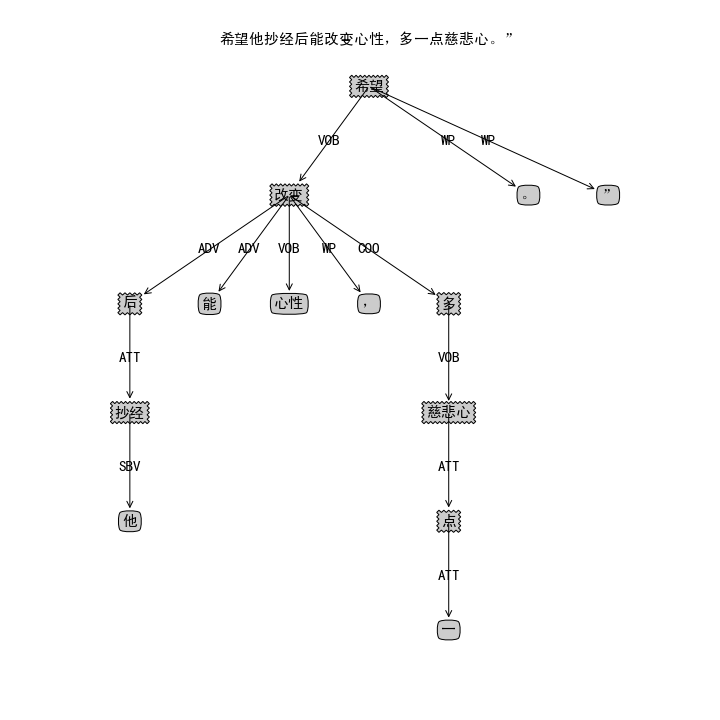 希望他抄经后能改变心性，多一点慈悲心。”
希望
VOB WP WP
改变 。 ”
ADV ADV VOB WP COO
后 能 心性 ， 多
ATT VOB
抄经 慈悲心
SBV ATT
他 点
ATT
一